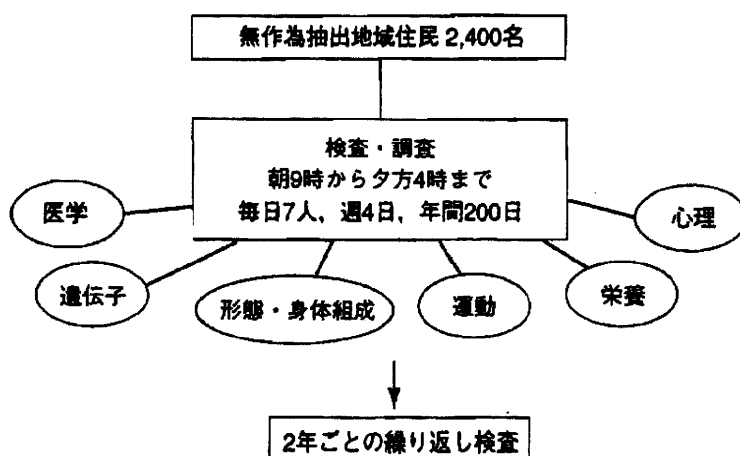 無作為抽出地域住民 2,400名
検査・調査
朝9時から夕方4時まで
毎日7人，週4日，年間200日
医学
心理
遺伝子
形態・身体組成
運動
栄養
2年ごとの繰り返し検査